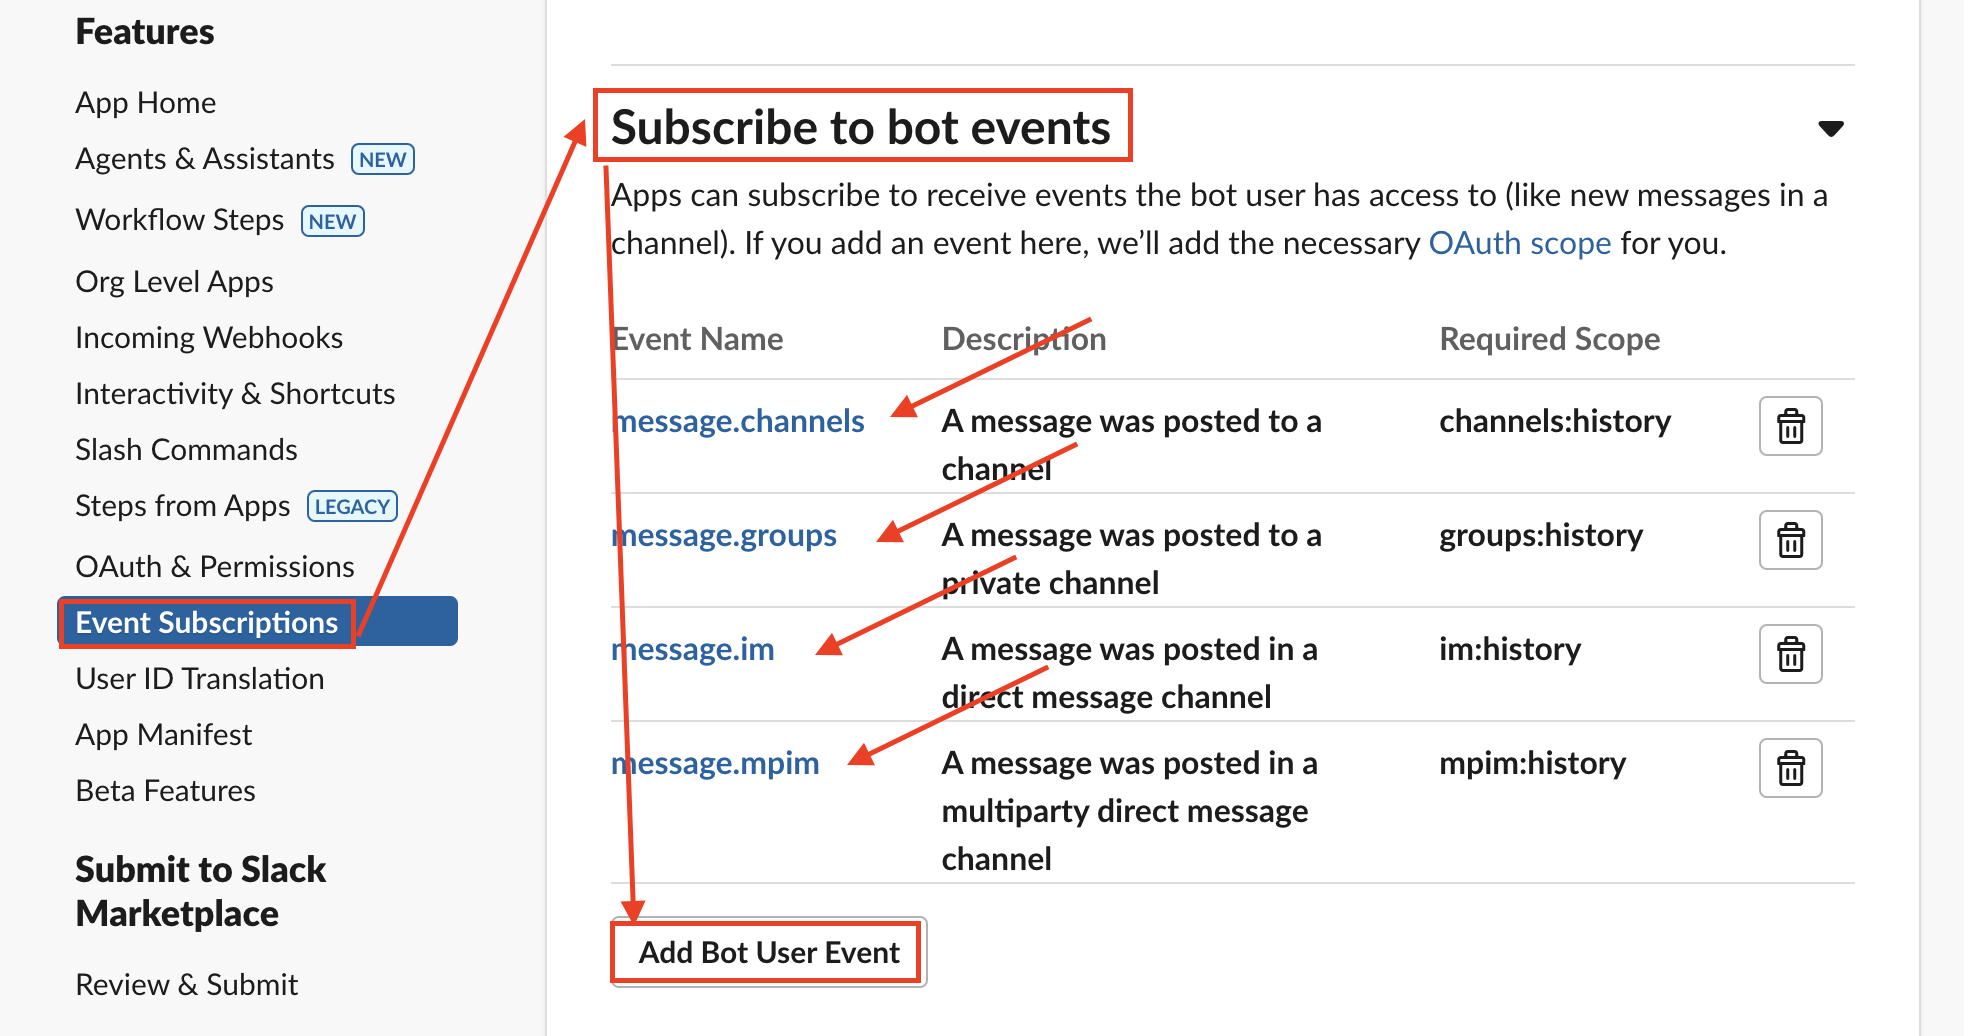 Features
App Home
Agents & Assistants NEW
Workflow Steps NEW
Org Level Apps
Incoming Webhooks
Interactivity & Shortcuts
Slash Commands
Steps from Apps LEGACY
OAuth & Permissions
Event Subscriptions
User ID Translation
App Manifest
Beta Features
Submit to Slack
Marketplace
Review & Submit
Subscribe to bot events
Apps can subscribe to receive events the bot user has access to (like new messages in a
channel). If you add an event here, we’ll add the necessary OAuth scope for you.
Event Name Description Required Scope
message.channels A message was posted to a channels:history
channel
message.groups A message was posted to a groups:history
private channel
message.im A message was posted in a im:history
direct message channel
message.mpim A message was posted in a mpim:history
multiparty direct message
channel
Add Bot User Event